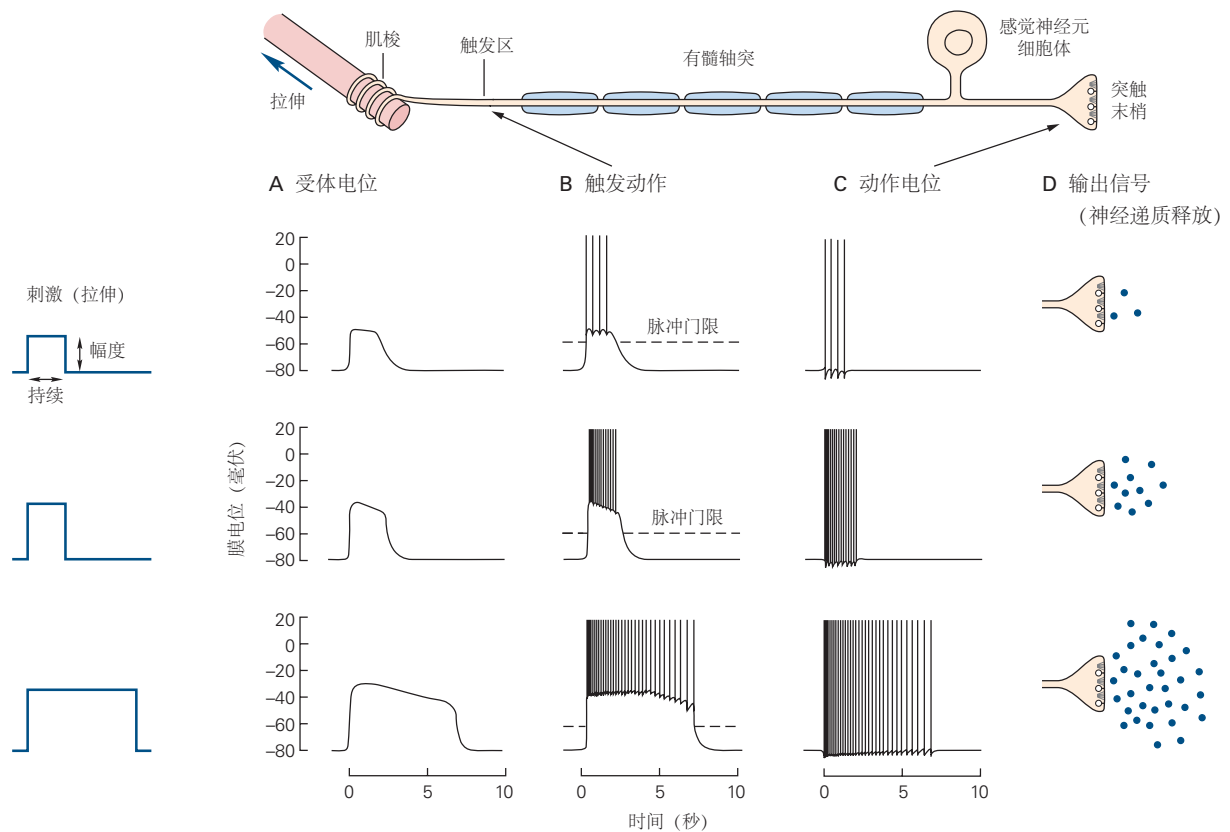 肌梭
触发区
有髓轴突
感觉神经元
细胞体
拉伸
突触
末梢
A 受体电位
B 触发动作
C 动作电位
D 输出信号
(神经递质释放)
刺激 (拉伸)
幅度
持续
膜电位 (毫伏)
20
0
–20
–40
–60
–80
脉冲门限
20
0
–20
–40
–60
–80
脉冲门限
20
0
–20
–40
–60
–80
0 5 10
0 5 10
0 5 10
时间 (秒)